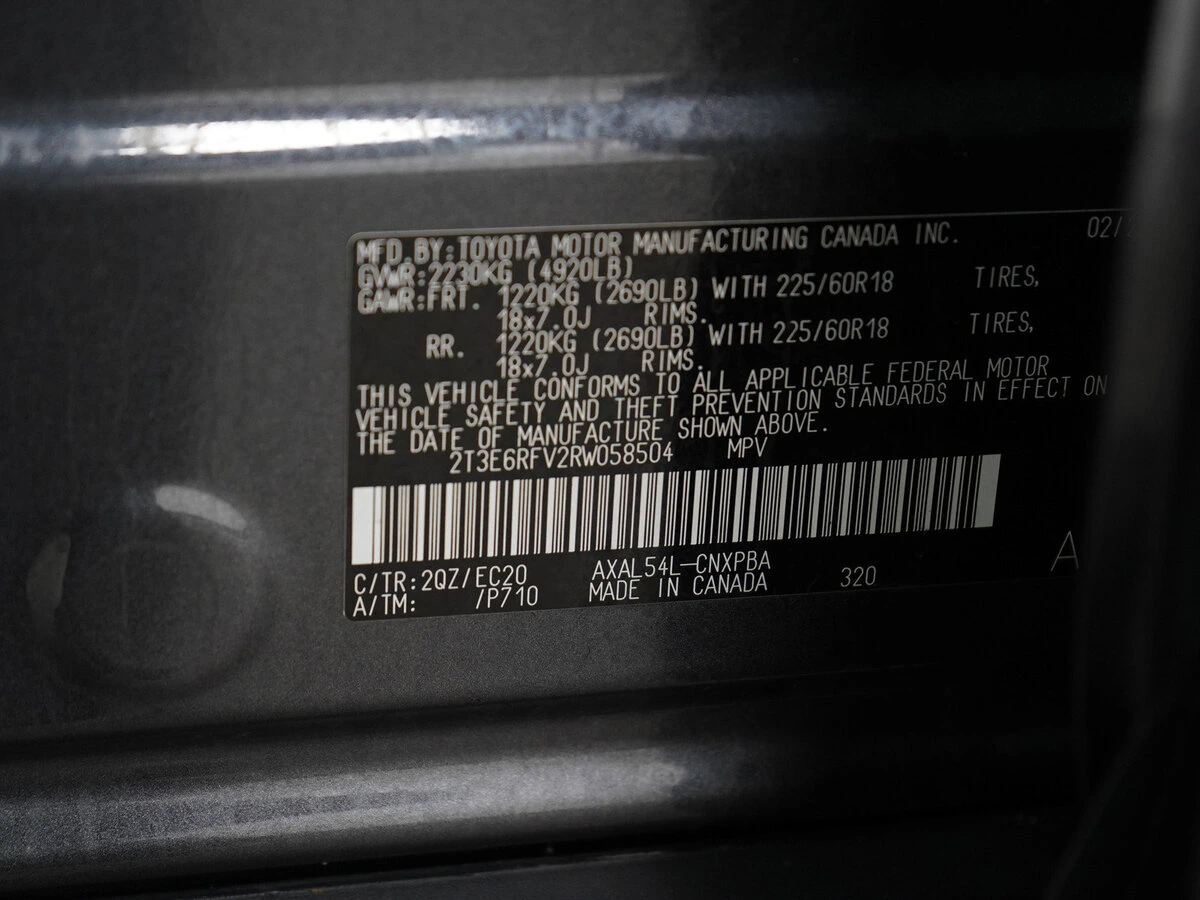 MFD.BY:TOYOTA MOTOR MANUFACTURING CANADA INC. 02/2
GVWR:2230KG (4920LB)
GAWR:FRT. 1220KG (2690LB) WITH 225/60R18 TIRES,
18x7.0J RIMS.
RR. 1220KG (2690LB) WITH 225/60R18 TIRES,
18x7.0J RIMS.
THIS VEHICLE CONFORMS TO ALL APPLICABLE FEDERAL MOTOR
VEHICLE SAFETY AND THEFT PREVENTION STANDARDS IN EFFECT ON
THE DATE OF MANUFACTURE SHOWN ABOVE.
2T3E6RFV2RW058504 MPV
C/TR:2QZ/EC20 AXAL54L-CNXPBA
A/TM: /P710 MADE IN CANADA 320 A